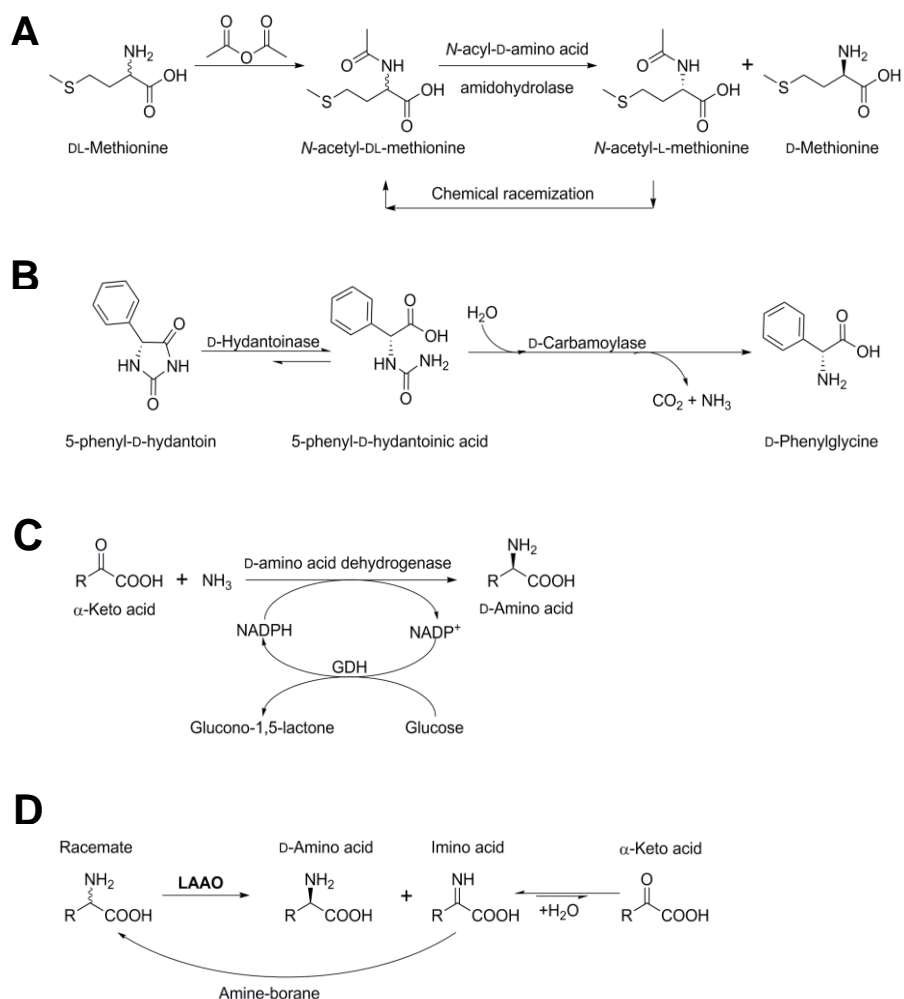 A
NH₂
S
OH
O
DL-Methionine
O O
O
O NH
S
OH
O
N-acetyl-DL-methionine
N-acyl-D-amino acid
amidohydrolase
O NH
S
OH
O
N-acetyl-L-methionine
+
NH₂
S
OH
O
D-Methionine
Chemical racemization
B
O
HN NH
O
5-phenyl-D-hydantoin
D-Hydantoinase
O
OH
HN NH₂
O
5-phenyl-D-hydantoinic acid
H₂O
D-Carbamoylase
CO₂ + NH₃
O
OH
NH₂
D-Phenylglycine
C
O
R COOH
α-Keto acid
+ NH₃
D-amino acid dehydrogenase
NH₂
R COOH
D-Amino acid
NADPH NADP⁺
GDH
Glucono-1,5-lactone Glucose
D
Racemate
NH₂
R COOH
LAAO
D-Amino acid
NH₂
R COOH
+
Imino acid
NH
R COOH
+H₂O
α-Keto acid
O
R COOH
Amine-borane